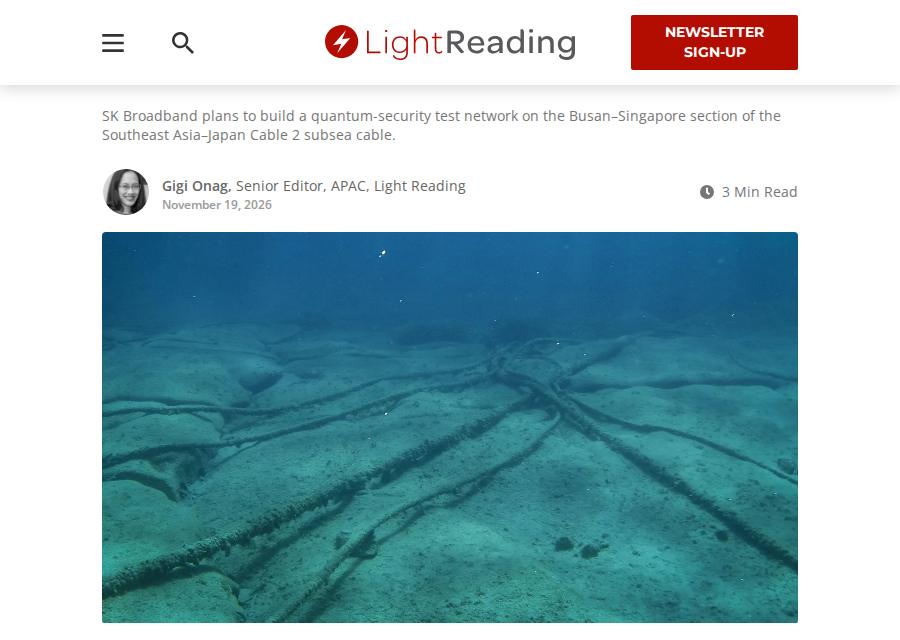 LightReading
NEWSLETTER
SIGN-UP
SK Broadband plans to build a quantum-security test network on the Busan–Singapore section of the
Southeast Asia–Japan Cable 2 subsea cable.
Gigi Onag, Senior Editor, APAC, Light Reading
November 19, 2026
3 Min Read